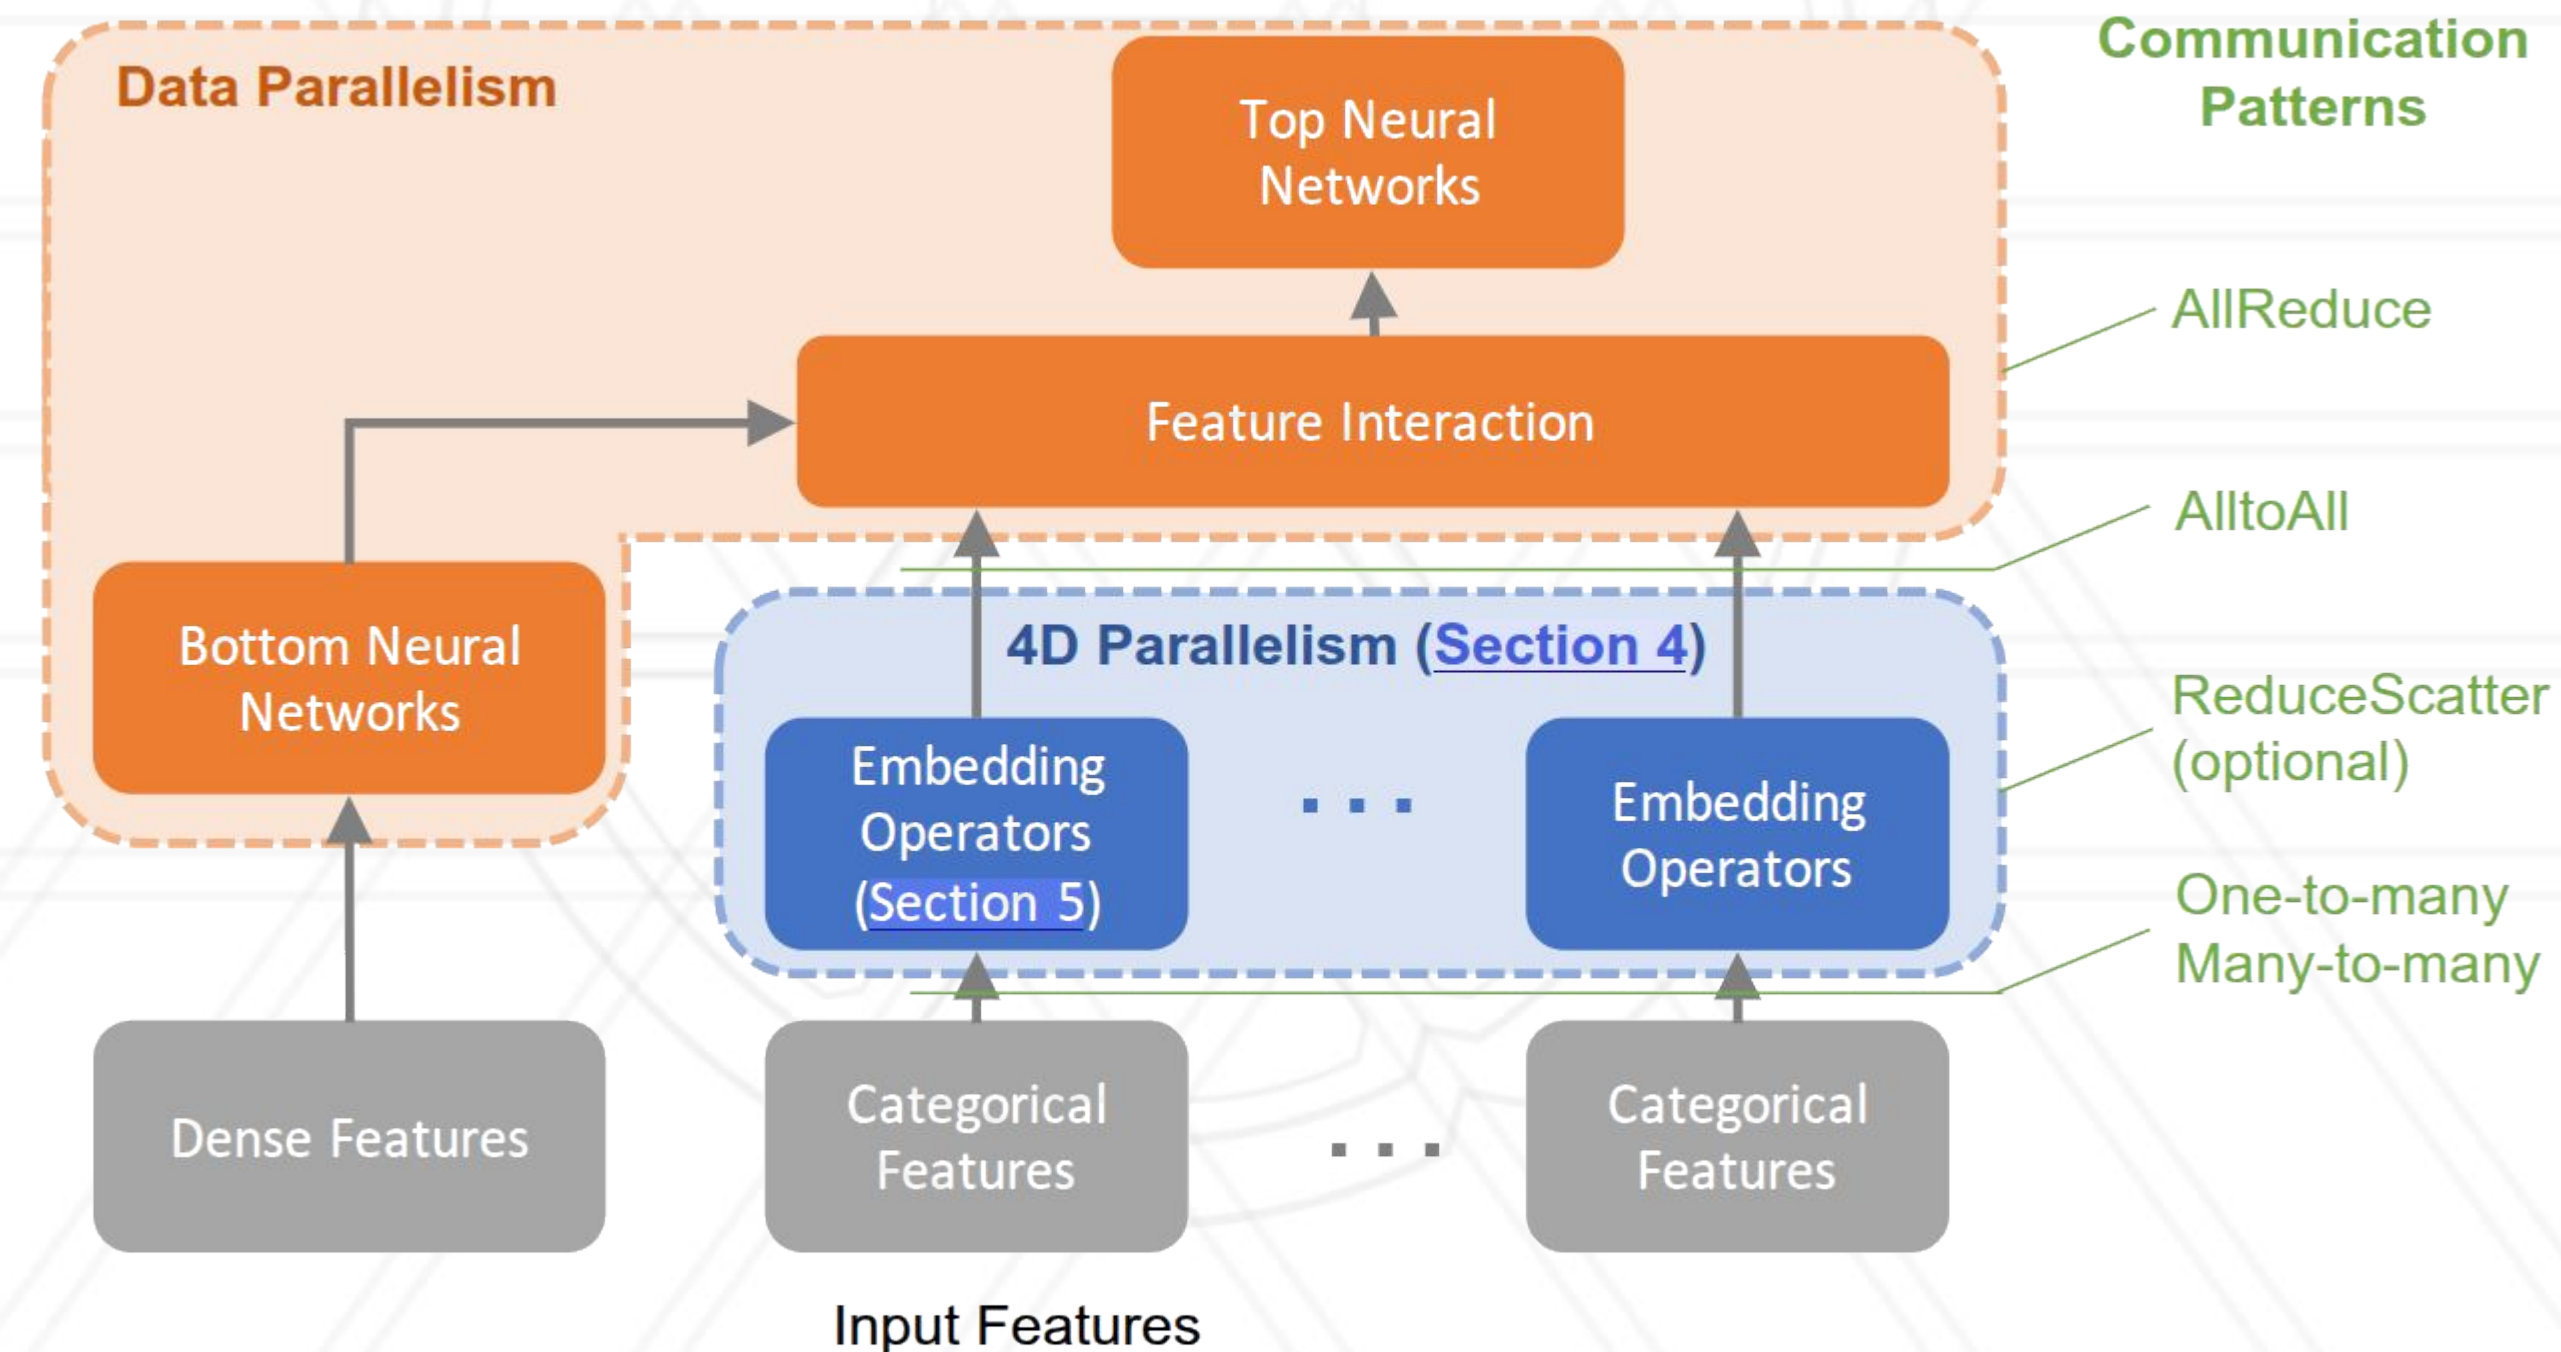 Data Parallelism
Communication
Patterns
Top Neural
Networks
AllReduce
Feature Interaction
AlltoAll
Bottom Neural
Networks
4D Parallelism (Section 4)
ReduceScatter
(optional)
Embedding
Operators
(Section 5)
...
Embedding
Operators
One-to-many
Many-to-many
Dense Features
Categorical
Features
...
Categorical
Features
Input Features